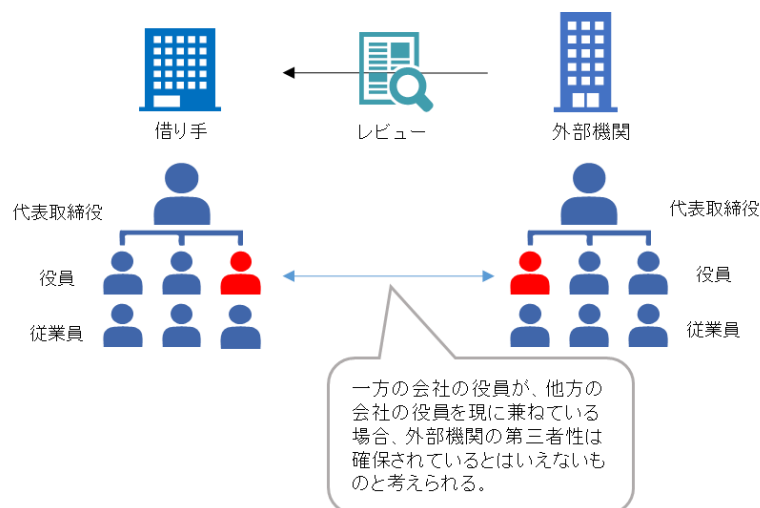 借り手
レビュー
外部機関
代表取締役
代表取締役
役員
役員
従業員
従業員
一方の会社の役員が、他方の
会社の役員を現に兼ねている
場合、外部機関の第三者性は
確保されているとはいえないも
のと考えられる。